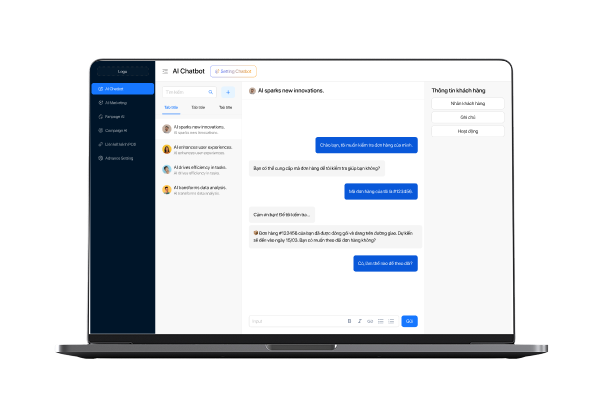 Logo
AI Chatbot
Setting Chatbot
AI Chatbot
AI Marketing
Fanpage AI
Campaign AI
Advance Setting
Tìm kiếm
+
Tab title
Tab title
Tab title
AI sparks new innovations.
AI sparks new innovations.
AI enhances user experiences.
AI enhances user experiences.
AI drives efficiency in tasks.
AI drives efficiency in tasks.
AI transforms data analysis.
AI transforms data analysis.
AI sparks new innovations.
Chào bạn, tôi muốn kiểm tra đơn hàng của mình.
Bạn có thể cung cấp mã đơn hàng để tôi kiểm tra giúp bạn không?
Mã đơn hàng của tôi là #123456.
Cảm ơn bạn! Để tôi kiểm tra...
Đơn hàng #123456 của bạn đã được đóng gói và đang trên đường giao. Dự kiến
sẽ đến vào ngày 15/03. Bạn có muốn theo dõi đơn hàng không?
Có, làm thế nào để theo dõi?
Input
B
I
Gửi
Thông tin khách hàng
Nhãn khách hàng
Ghi chú
Hoạt động